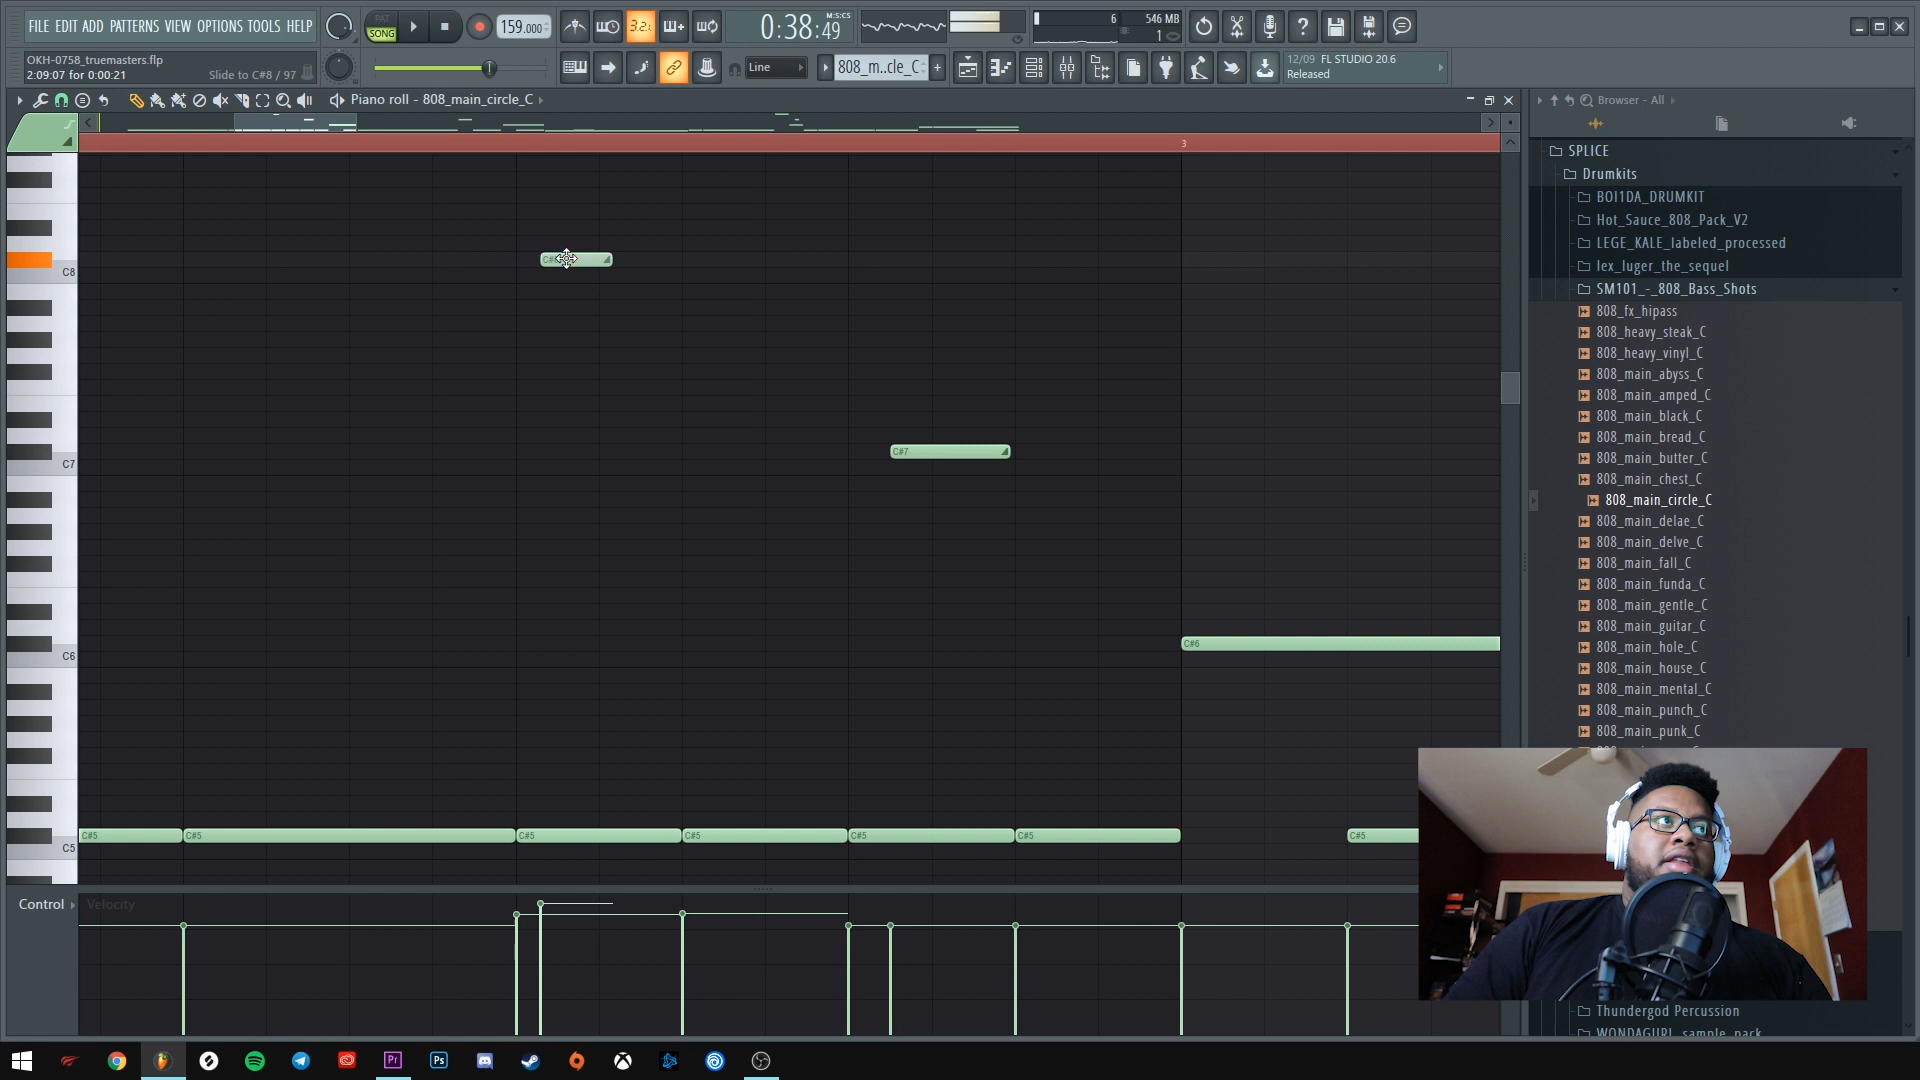 FILE EDIT ADD PATTERNS VIEW OPTIONS TOOLS HELP
PAT
SONG
159.000
3.2.
0:38:49
M:S:CS
6
546 MB
1
OKH-0758_truemasters.flp
2:09:07 for 0:00:21
Slide to C#8 / 97
Line
808_m..cle_C
12/09 FL STUDIO 20.6
Released
Piano roll - 808_main_circle_C
Browser - All
3
SPLICE
Drumkits
BOI1DA_DRUMKIT
Hot_Sauce_808_Pack_V2
LEGE_KALE_labeled_processed
lex_luger_the_sequel
SM101_-_808_Bass_Shots
808_fx_hipass
808_heavy_steak_C
808_heavy_vinyl_C
808_main_abyss_C
808_main_amped_C
808_main_black_C
808_main_bread_C
808_main_butter_C
808_main_chest_C
808_main_circle_C
808_main_delae_C
808_main_delve_C
808_main_fall_C
808_main_funda_C
808_main_gentle_C
808_main_guitar_C
808_main_hole_C
808_main_house_C
808_main_mental_C
808_main_punch_C
808_main_punk_C
Thundergod Percussion
WONDAGURL_sample_pack
C8
C7
C#7
C6
C#6
C5
C#5
C#5
C#5
C#5
C#5
C#5
C#5
Control
Velocity
Pr
Ps